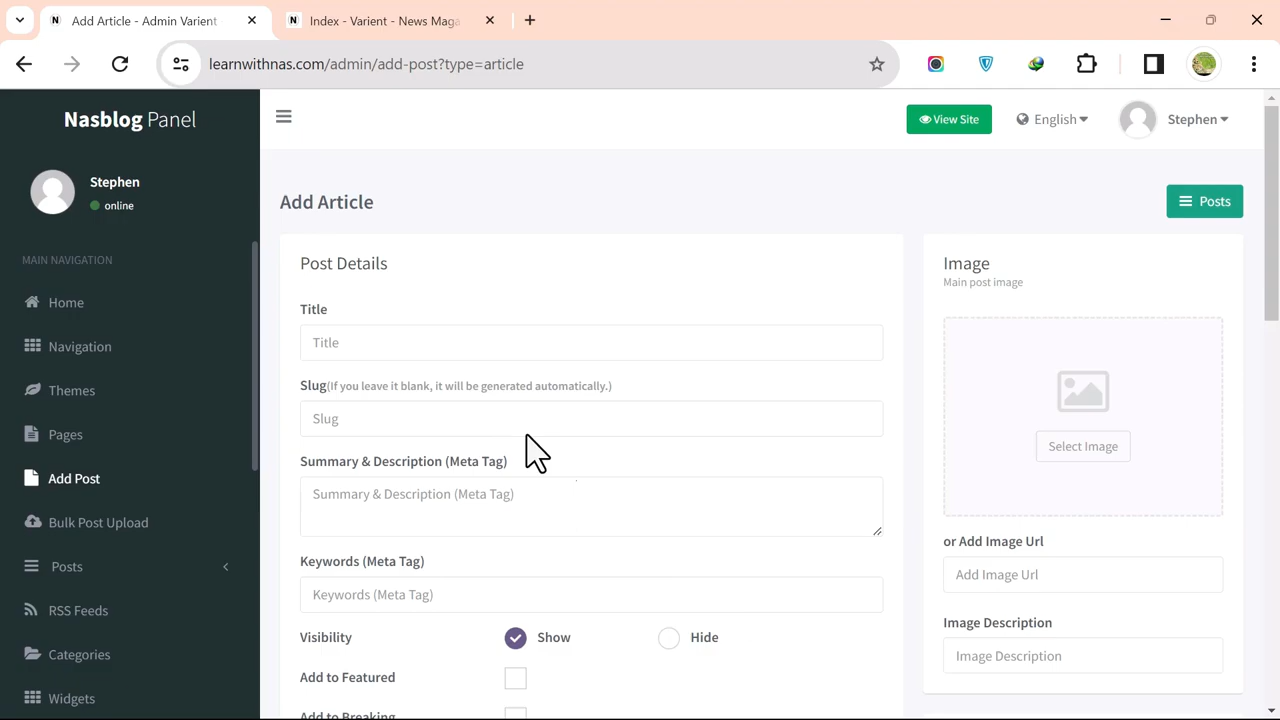 Add Article - Admin Varient
Index - Varient - News Maga
learnwithnas.com/admin/add-post?type=article
Nasblog Panel
View Site
English
Stephen
Stephen
online
MAIN NAVIGATION
Home
Navigation
Themes
Pages
Add Post
Bulk Post Upload
Posts
RSS Feeds
Categories
Widgets
Add Article
Posts
Post Details
Title
Title
Slug(If you leave it blank, it will be generated automatically.)
Slug
Summary & Description (Meta Tag)
Summary & Description (Meta Tag)
Keywords (Meta Tag)
Keywords (Meta Tag)
Visibility
Show
Hide
Add to Featured
Add to Breaking
Image
Main post image
Select Image
or Add Image Url
Add Image Url
Image Description
Image Description